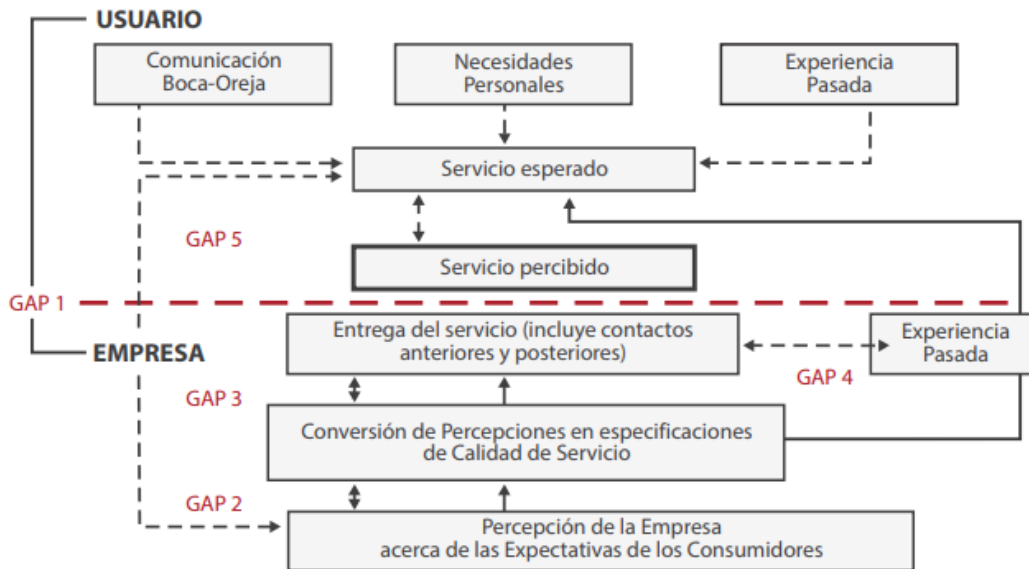 USUARIO
Comunicación
Boca-Oreja
Necesidades
Personales
Experiencia
Pasada
Servicio esperado
GAP 5
Servicio percibido
GAP 1
EMPRESA
Entrega del servicio (incluye contactos
anteriores y posteriores)
Experiencia
Pasada
GAP 4
GAP 3
Conversión de Percepciones en especificaciones
de Calidad de Servicio
GAP 2
Percepción de la Empresa
acerca de las Expectativas de los Consumidores